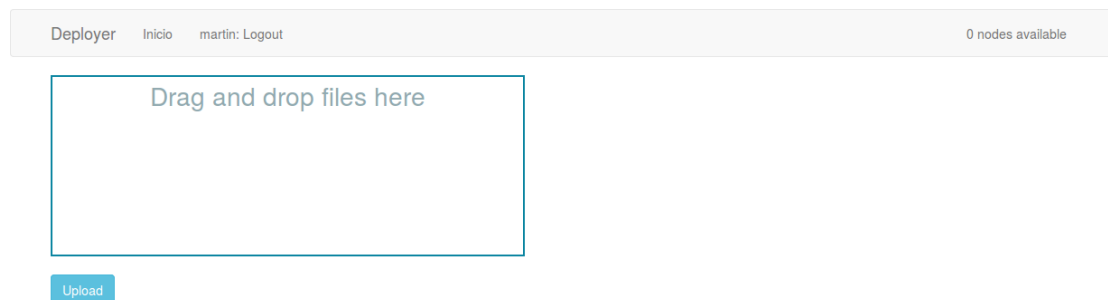 Deployer Inicio martin: Logout 0 nodes available
Drag and drop files here
Upload